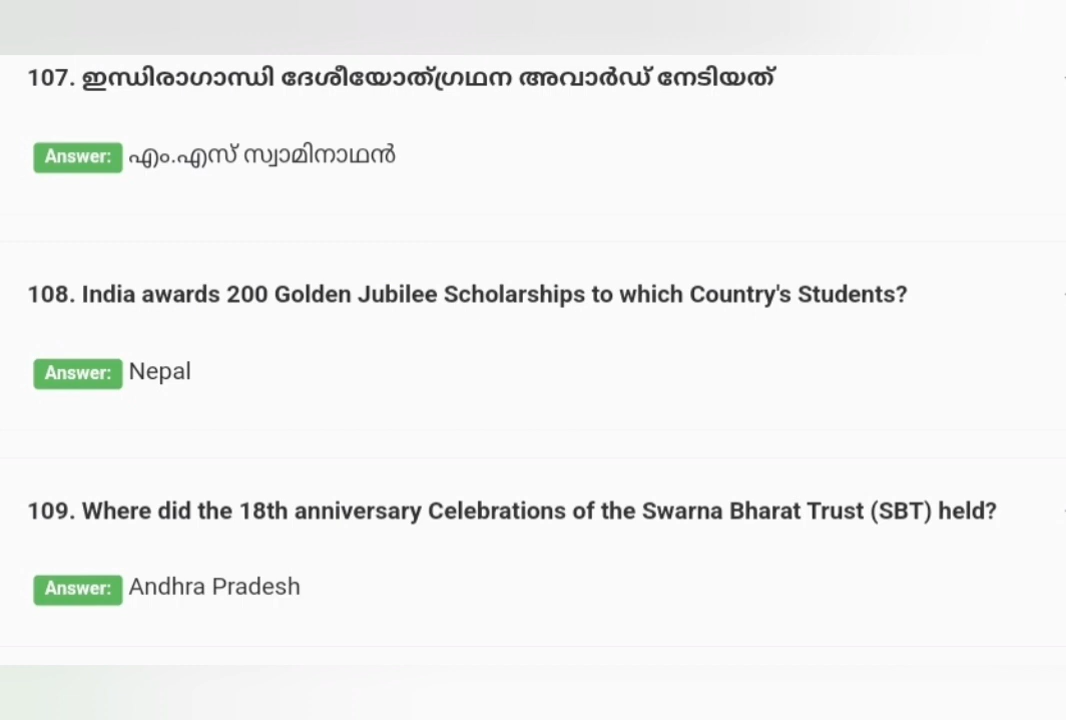 107. ഇന്ധിരാഗാന്ധി ദേശീയോത്ഗ്രഥന അവാർഡ് നേടിയത്
Answer: എം.എസ് സ്വാമിനാഥൻ
108. India awards 200 Golden Jubilee Scholarships to which Country's Students?
Answer: Nepal
109. Where did the 18th anniversary Celebrations of the Swarna Bharat Trust (SBT) held?
Answer: Andhra Pradesh